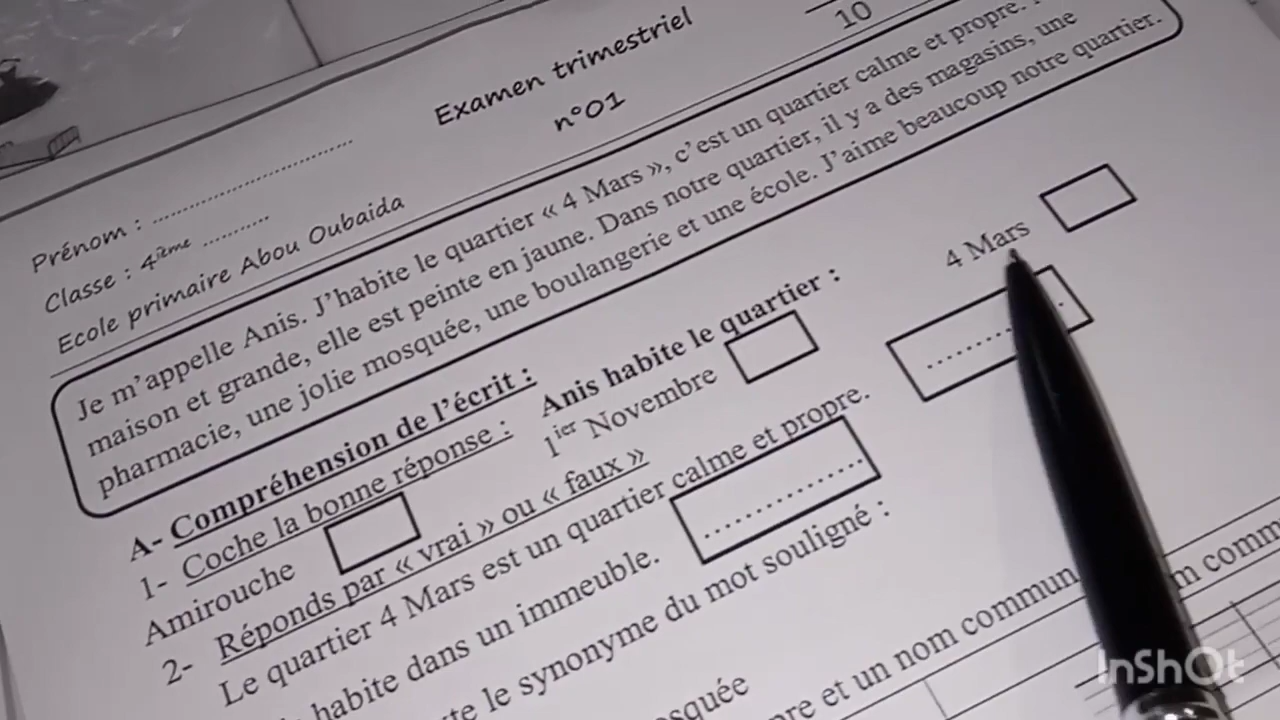 Examen trimestriel
n°01
10
Prénom : ..............................
Classe : 4ième ..........
Ecole primaire Abou Oubaida
Je m'appelle Anis. J'habite le quartier « 4 Mars », c'est un quartier calme et propre.
maison et grande, elle est peinte en jaune. Dans notre quartier, il y a des magasins, une
pharmacie, une jolie mosquée, une boulangerie et une école. J'aime beaucoup notre quartier.
A- Compréhension de l'écrit :
1- Coche la bonne réponse : Anis habite le quartier :
Amirouche 1ier Novembre 4 Mars
2- Réponds par « vrai » ou « faux »
Le quartier 4 Mars est un quartier calme et propre. ..........
habite dans un immeuble. ................
le synonyme du mot souligné :
et un nom commun
InShOt